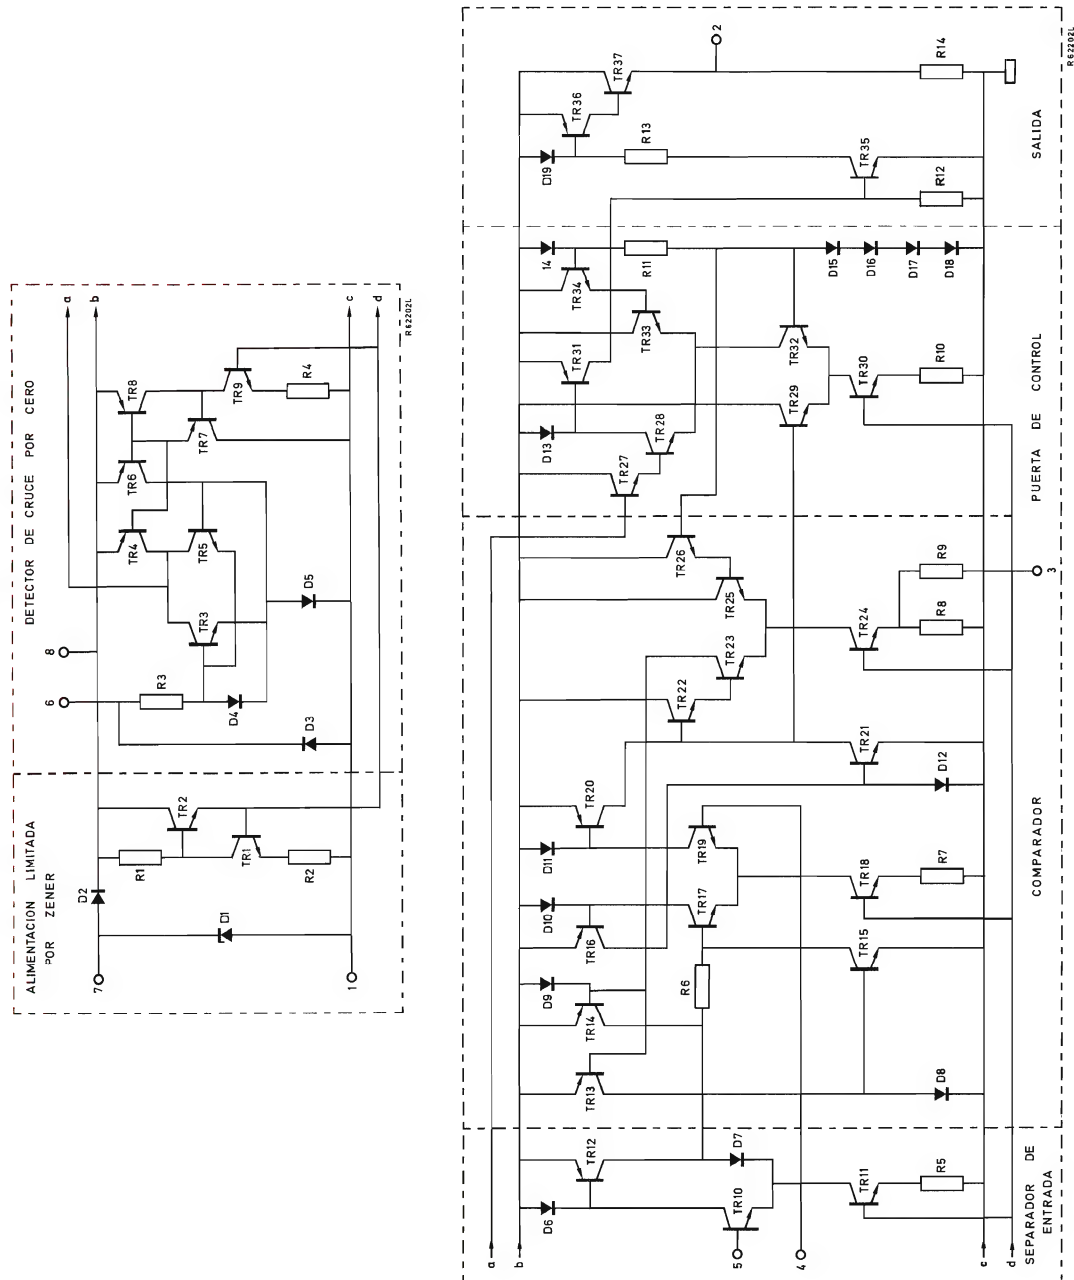 DETECTOR DE CRUCE POR CERO
ALIMENTACION LIMITADA
POR ZENER
7
1
6
8
a
b
c
d
D1
D2
R1
TR2
TR1
R2
D3
R3
D4
TR3
D5
TR4
TR5
TR6
TR7
TR8
TR9
R4
R62202L
SEPARADOR DE
ENTRADA
COMPARADOR
PUERTA DE CONTROL
SALIDA
a
b
c
d
5
4
D6
TR12
TR10
D7
TR11
R5
TR13
D8
D9
TR14
R6
D10
TR16
TR17
TR15
D11
TR20
TR19
TR18
R7
TR21
D12
TR22
TR23
TR25
TR26
TR24
R8
R9
3
TR27
TR28
D13
TR31
TR33
TR34
14
R11
TR29
TR32
TR30
R10
D15
D16
D17
D18
D19
TR36
TR37
R13
TR35
R12
R14
2
R62202L